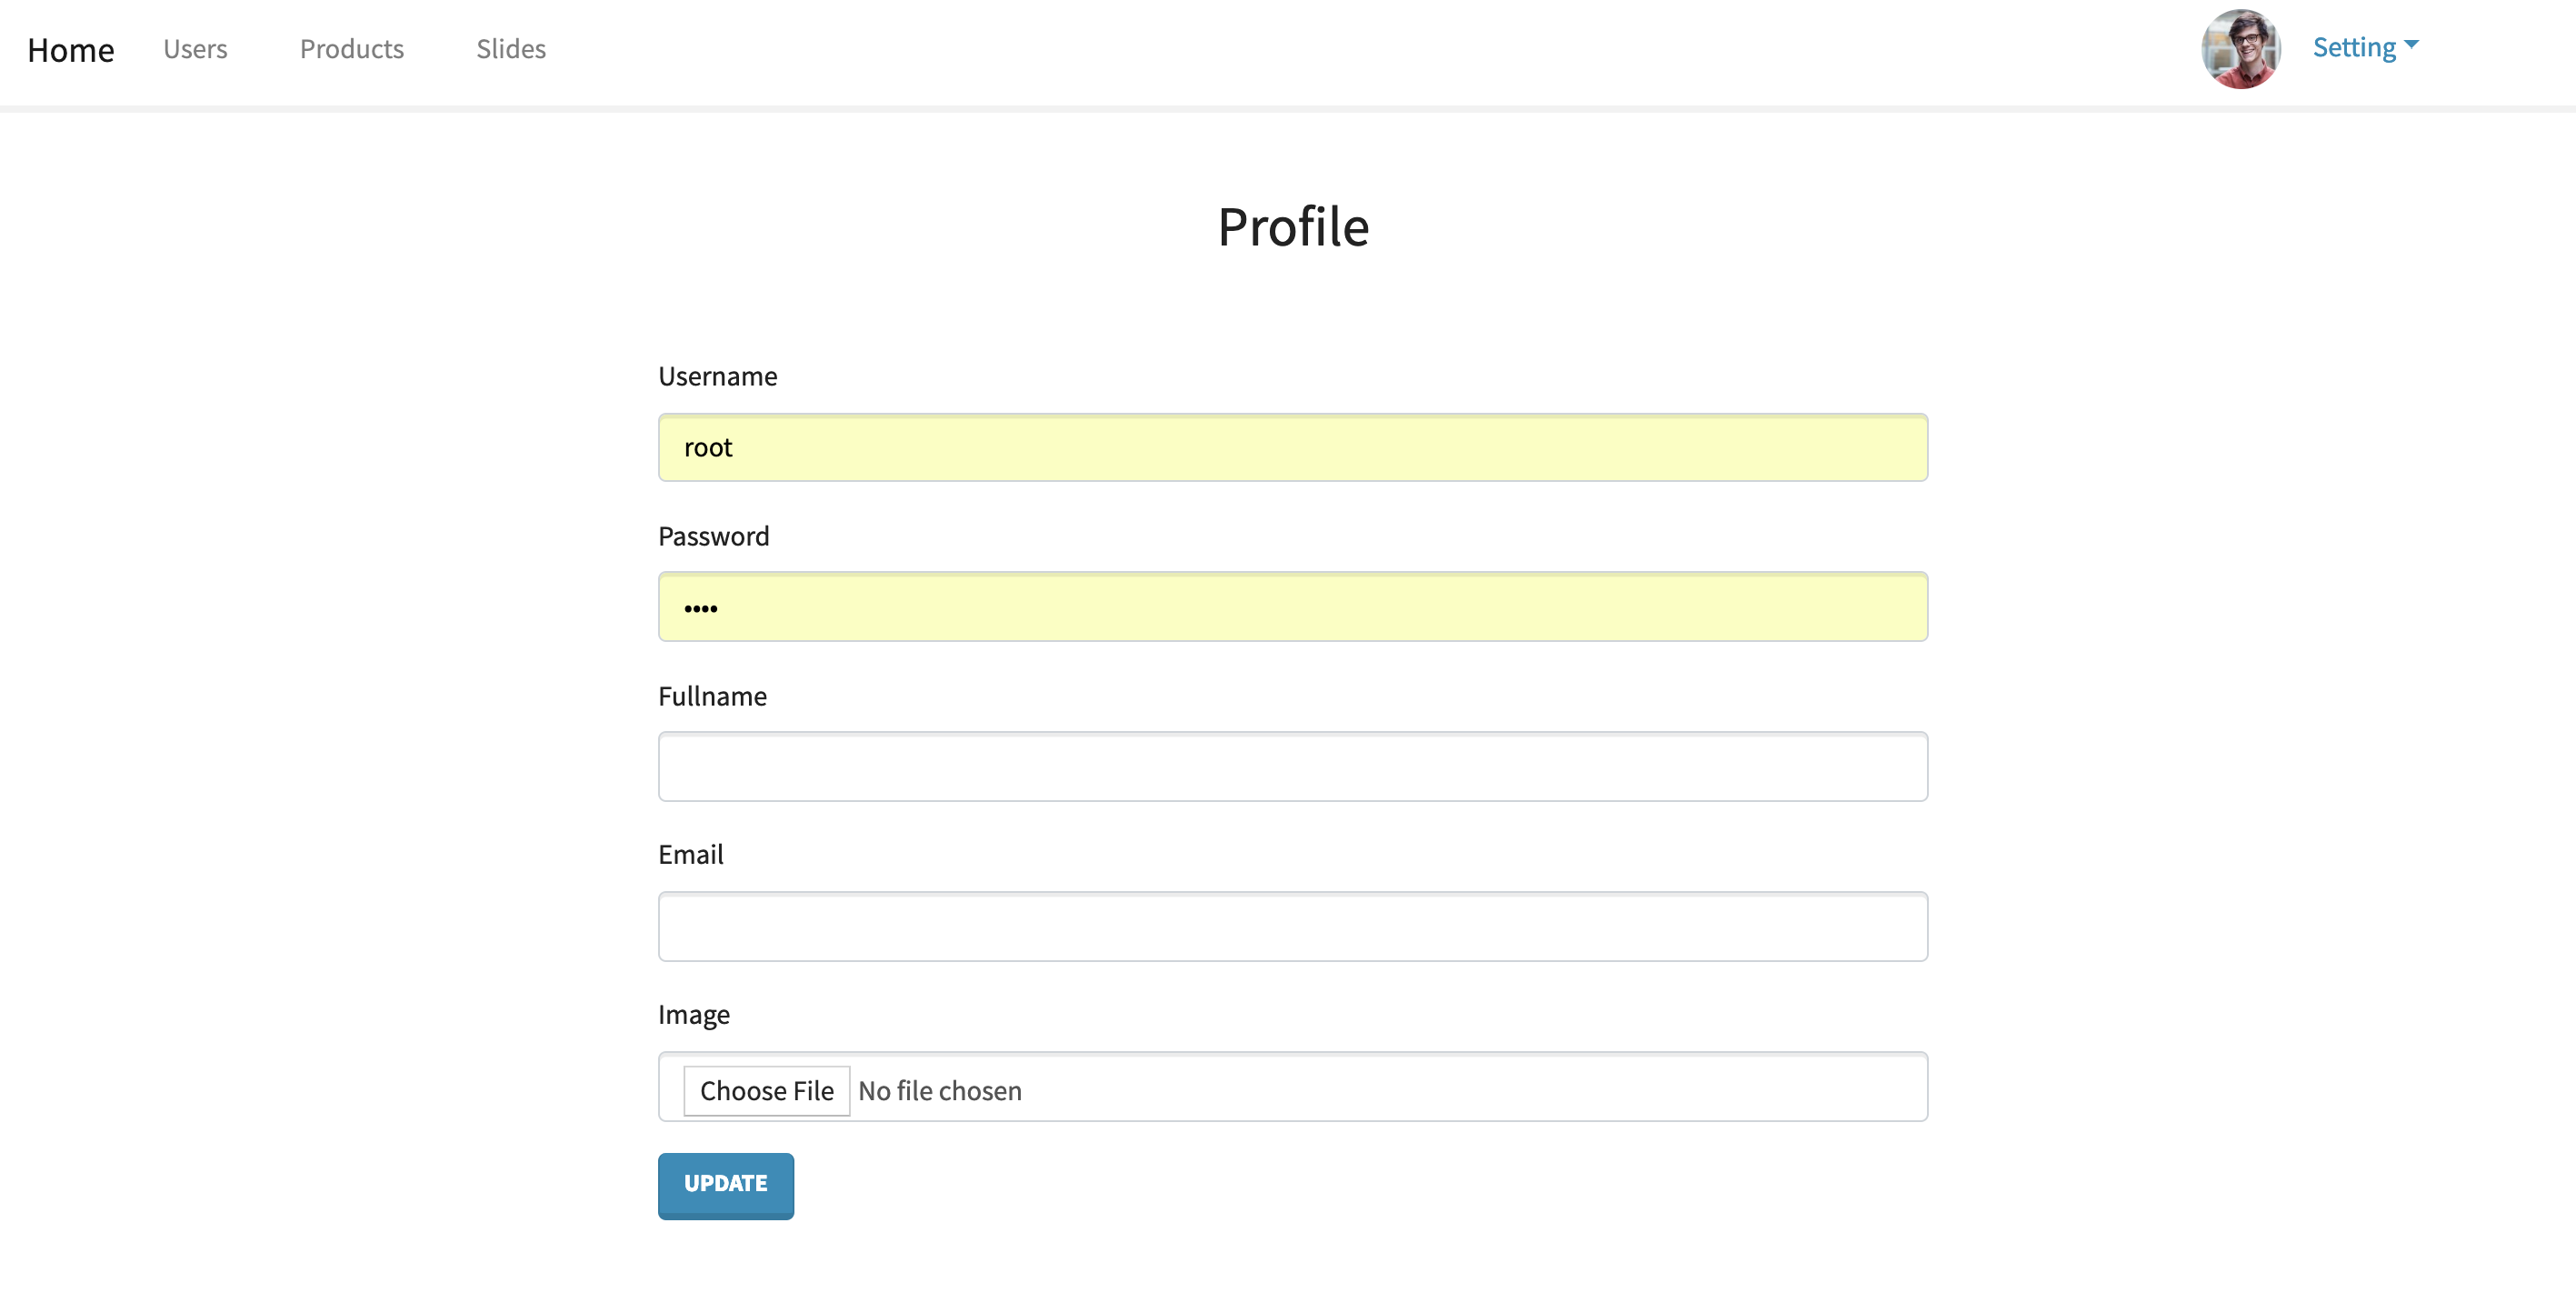 Home Users Products Slides Setting
Profile
Username
root
Password
••••
Fullname
Email
Image
Choose File No file chosen
UPDATE